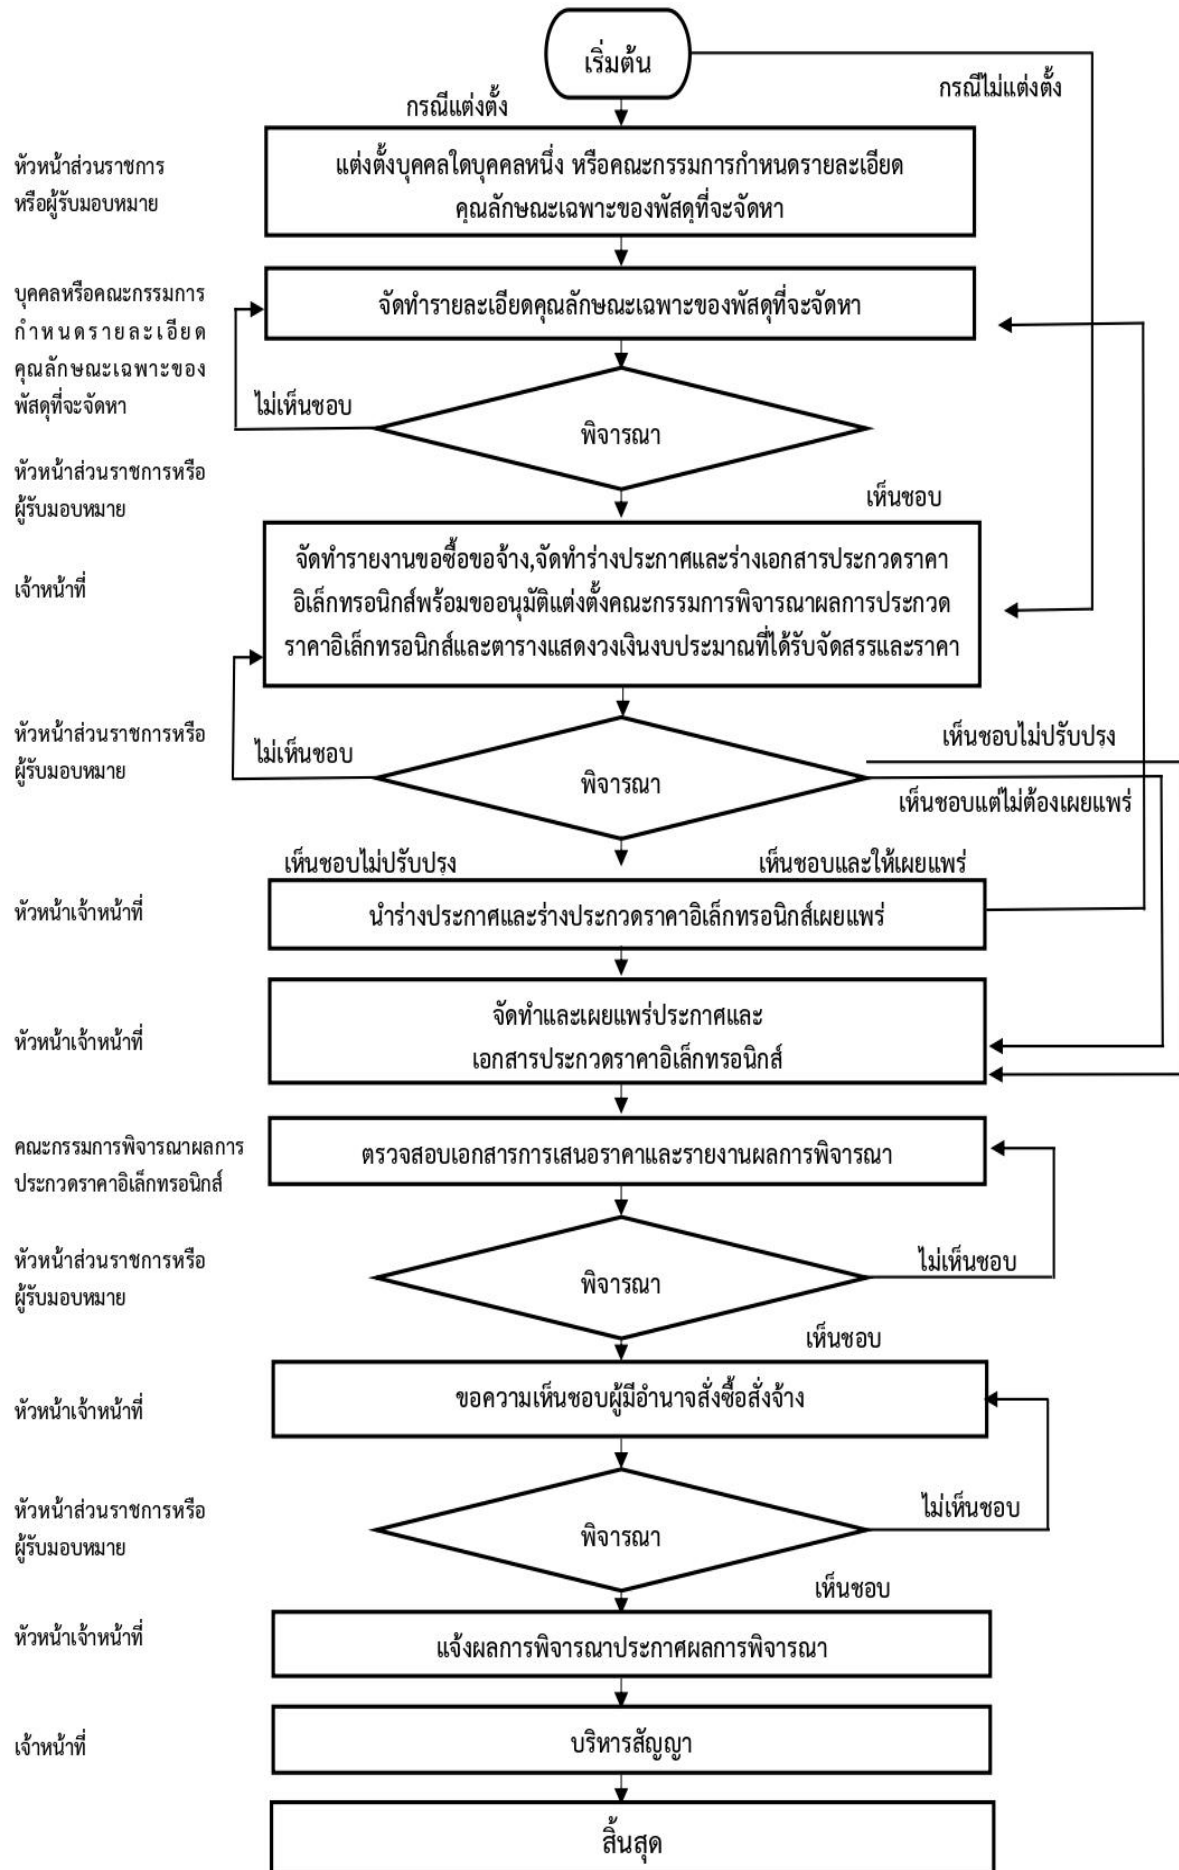 เริ่มต้น
กรณีไม่แต่งตั้ง
กรณีแต่งตั้ง
หัวหน้าส่วนราชการ
หรือผู้รับมอบหมาย
แต่งตั้งบุคคลใดบุคคลหนึ่ง หรือคณะกรรมการกำหนดรายละเอียด
คุณลักษณะเฉพาะของพัสดุที่จะจัดหา
บุคคลหรือคณะกรรมการ
กำหนดรายละเอียด
คุณลักษณะเฉพาะของ
พัสดุที่จะจัดหา
จัดทำรายละเอียดคุณลักษณะเฉพาะของพัสดุที่จะจัดหา
ไม่เห็นชอบ
พิจารณา
หัวหน้าส่วนราชการหรือ
ผู้รับมอบหมาย
เห็นชอบ
เจ้าหน้าที่
จัดทำรายงานขอซื้อขอจ้าง,จัดทำร่างประกาศและร่างเอกสารประกวดราคา
อิเล็กทรอนิกส์พร้อมขออนุมัติแต่งตั้งคณะกรรมการพิจารณาผลการประกวด
ราคาอิเล็กทรอนิกส์และตารางแสดงวงเงินงบประมาณที่ได้รับจัดสรรและราคา
หัวหน้าส่วนราชการหรือ
ผู้รับมอบหมาย
ไม่เห็นชอบ
พิจารณา
เห็นชอบไม่ปรับปรุง
เห็นชอบแต่ไม่ต้องเผยแพร่
เห็นชอบไม่ปรับปรุง
เห็นชอบและให้เผยแพร่
หัวหน้าเจ้าหน้าที่
นำร่างประกาศและร่างประกวดราคาอิเล็กทรอนิกส์เผยแพร่
หัวหน้าเจ้าหน้าที่
จัดทำและเผยแพร่ประกาศและ
เอกสารประกวดราคาอิเล็กทรอนิกส์
คณะกรรมการพิจารณาผลการ
ประกวดราคาอิเล็กทรอนิกส์
ตรวจสอบเอกสารการเสนอราคาและรายงานผลการพิจารณา
หัวหน้าส่วนราชการหรือ
ผู้รับมอบหมาย
พิจารณา
ไม่เห็นชอบ
เห็นชอบ
หัวหน้าเจ้าหน้าที่
ขอความเห็นชอบผู้มีอำนาจสั่งซื้อสั่งจ้าง
หัวหน้าส่วนราชการหรือ
ผู้รับมอบหมาย
พิจารณา
ไม่เห็นชอบ
เห็นชอบ
หัวหน้าเจ้าหน้าที่
แจ้งผลการพิจารณาประกาศผลการพิจารณา
เจ้าหน้าที่
บริหารสัญญา
สิ้นสุด